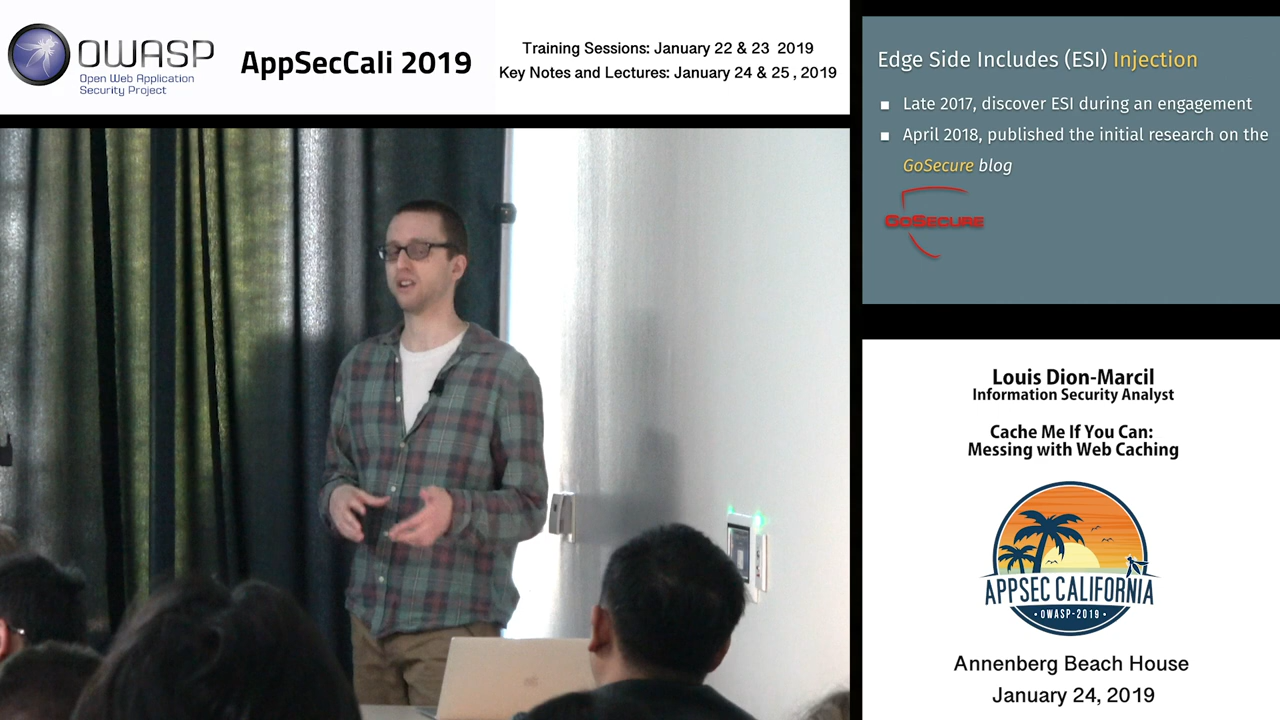 OWASP
Open Web Application
Security Project
AppSecCali 2019
Training Sessions: January 22 & 23 2019
Key Notes and Lectures: January 24 & 25, 2019
Edge Side Includes (ESI) Injection
Late 2017, discover ESI during an engagement
April 2018, published the initial research on the
GoSecure blog
GOSECURE
Louis Dion-Marcil
Information Security Analyst
Cache Me If You Can:
Messing with Web Caching
APPSEC CALIFORNIA
• OWASP-2019 •
Annenberg Beach House
January 24, 2019